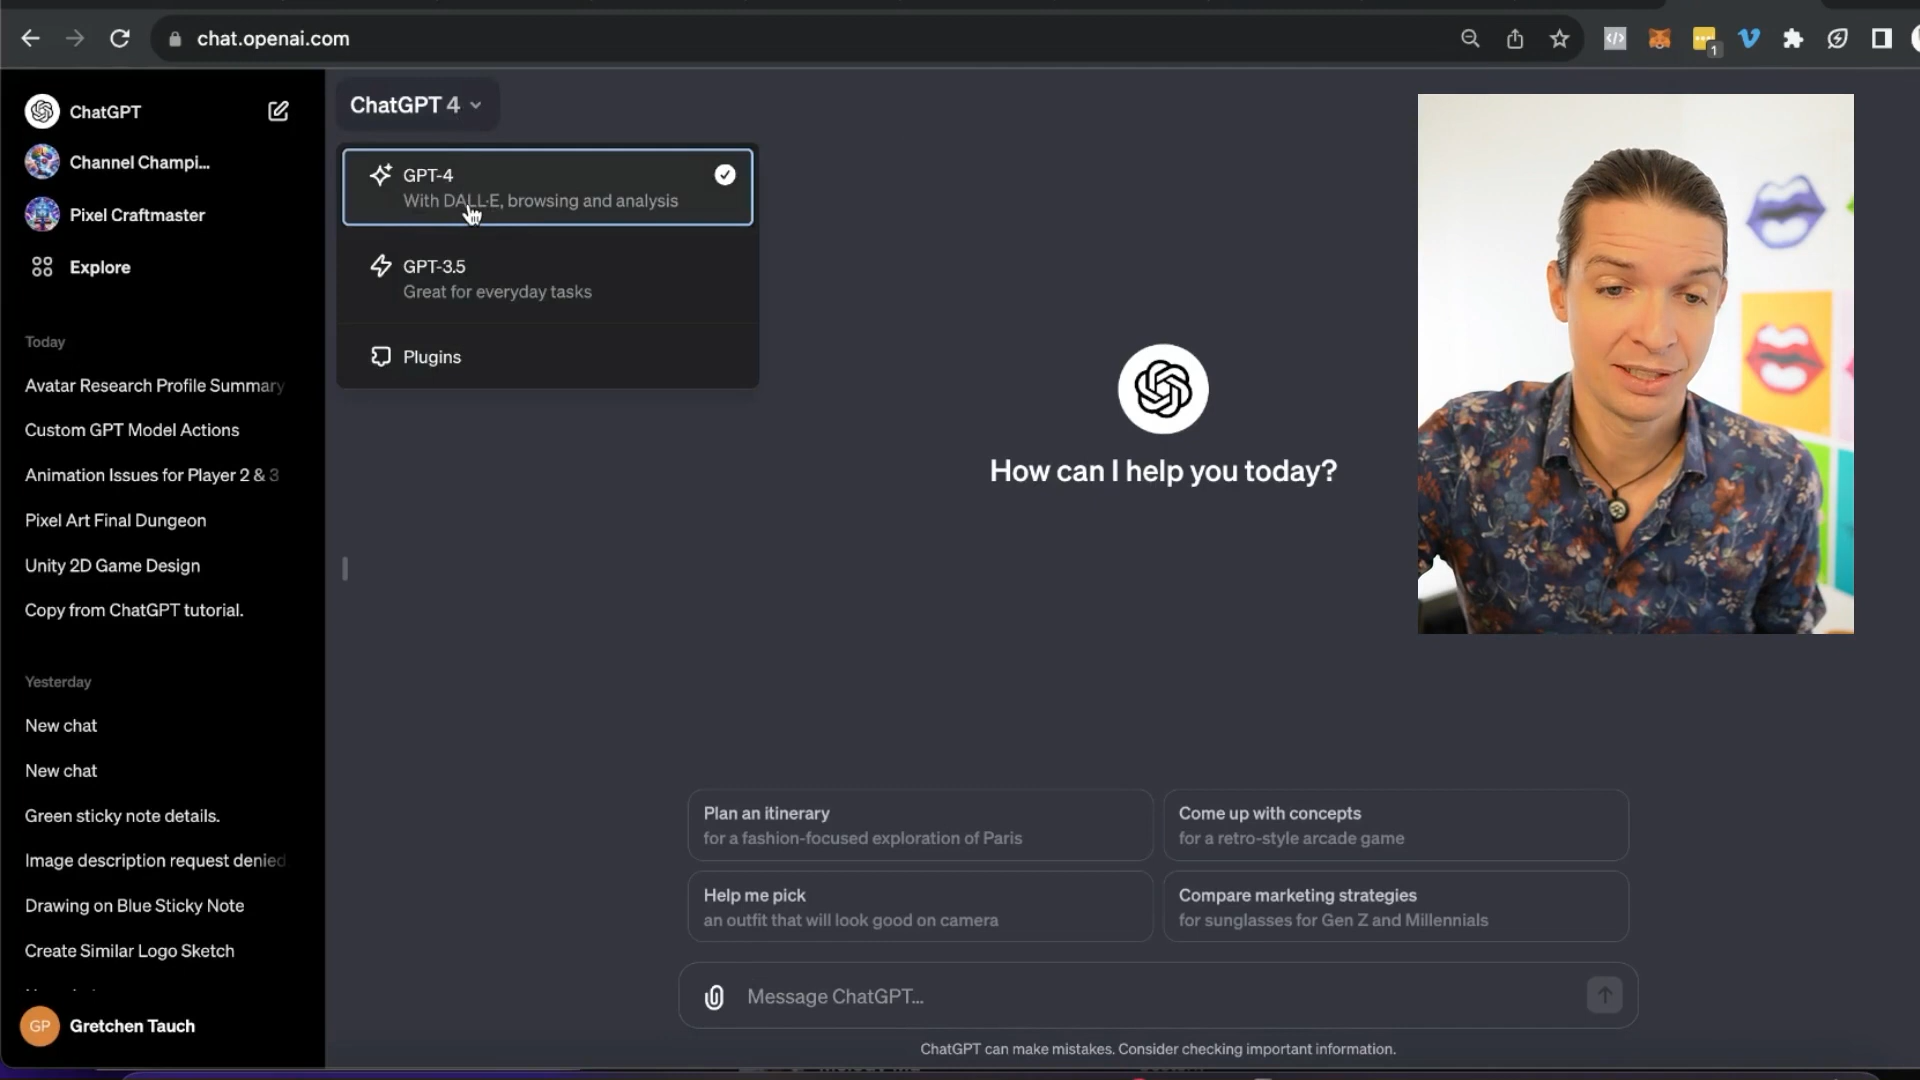 chat.openai.com
1
ChatGPT
Channel Champi...
Pixel Craftmaster
Explore
Today
Avatar Research Profile Summary
Custom GPT Model Actions
Animation Issues for Player 2 & 3
Pixel Art Final Dungeon
Unity 2D Game Design
Copy from ChatGPT tutorial.
Yesterday
New chat
New chat
Green sticky note details.
Image description request denied
Drawing on Blue Sticky Note
Create Similar Logo Sketch
GP
Gretchen Tauch
ChatGPT 4
GPT-4
With DALL·E, browsing and analysis
GPT-3.5
Great for everyday tasks
Plugins
How can I help you today?
Plan an itinerary
for a fashion-focused exploration of Paris
Come up with concepts
for a retro-style arcade game
Help me pick
an outfit that will look good on camera
Compare marketing strategies
for sunglasses for Gen Z and Millennials
Message ChatGPT...
ChatGPT can make mistakes. Consider checking important information.